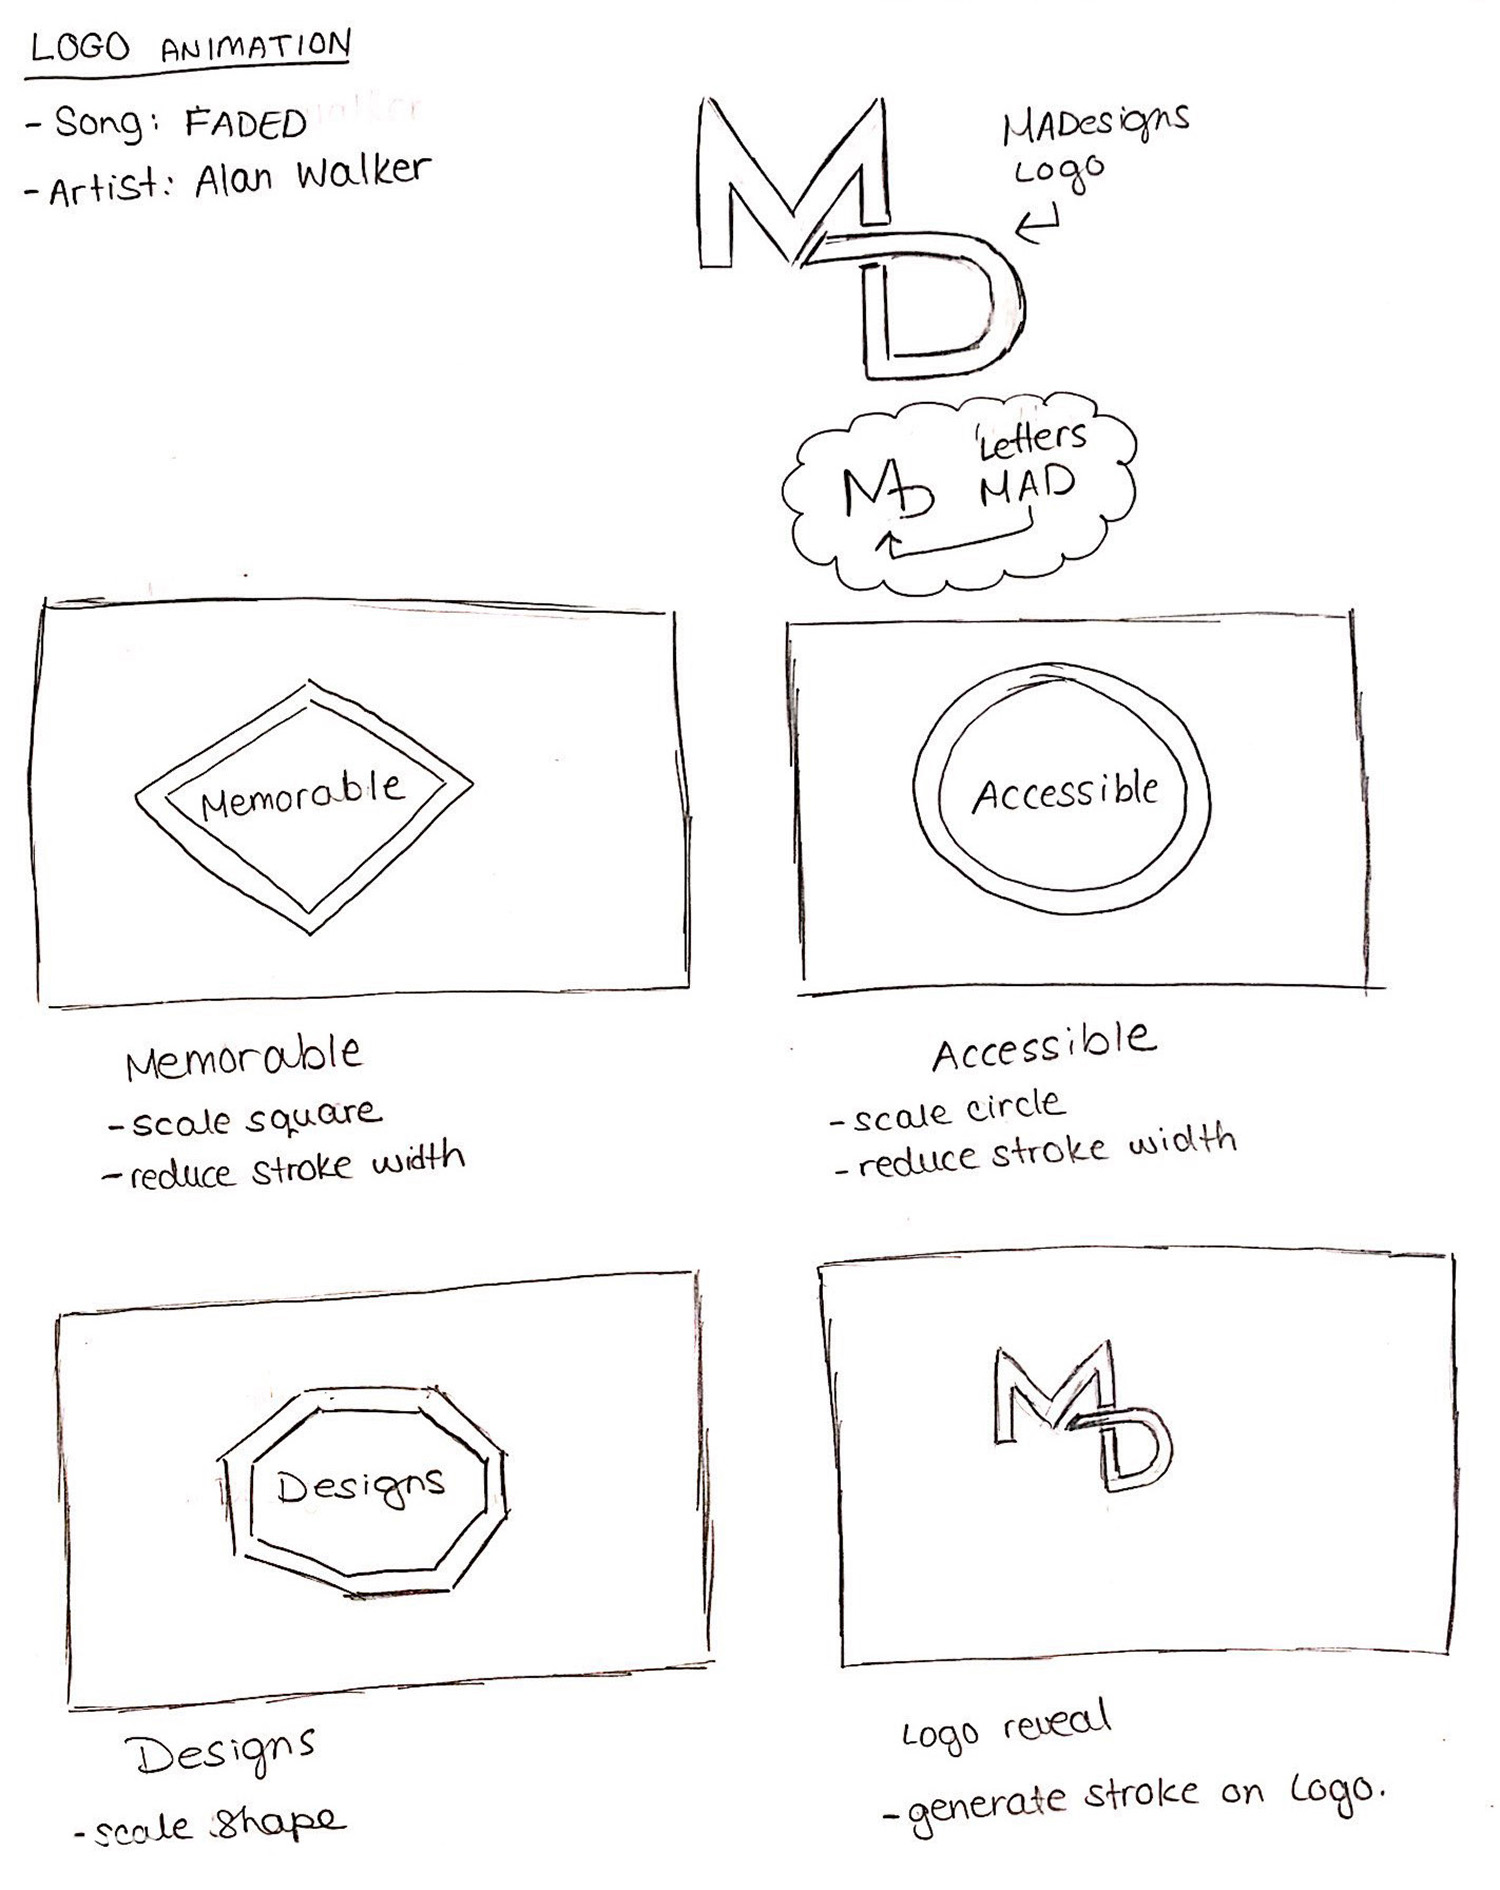 LOGO ANIMATION
- Song: FADED
- Artist: Alan Walker
MD
MADesigns
Logo
MD
Letters
MAD
Memorable
Accessible
Memorable
- scale square
- reduce stroke width
Accessible
- scale circle
- reduce stroke width
Designs
MD
Designs
- scale shape
Logo reveal
- generate stroke on Logo.